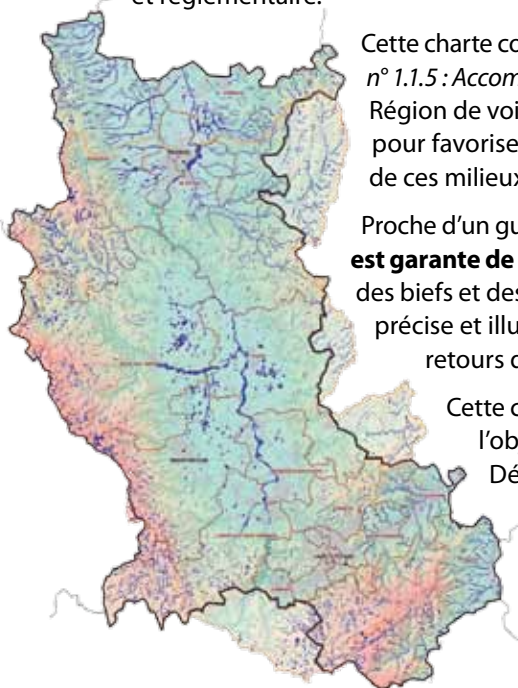 et réglementaire.
Cette charte co
n° 1.1.5 : Accom
Région de voi
pour favorise
de ces milieux
Proche d'un gu
est garante de
des biefs et des
précise et illu
retours d
Cette c
l'ob
Dé